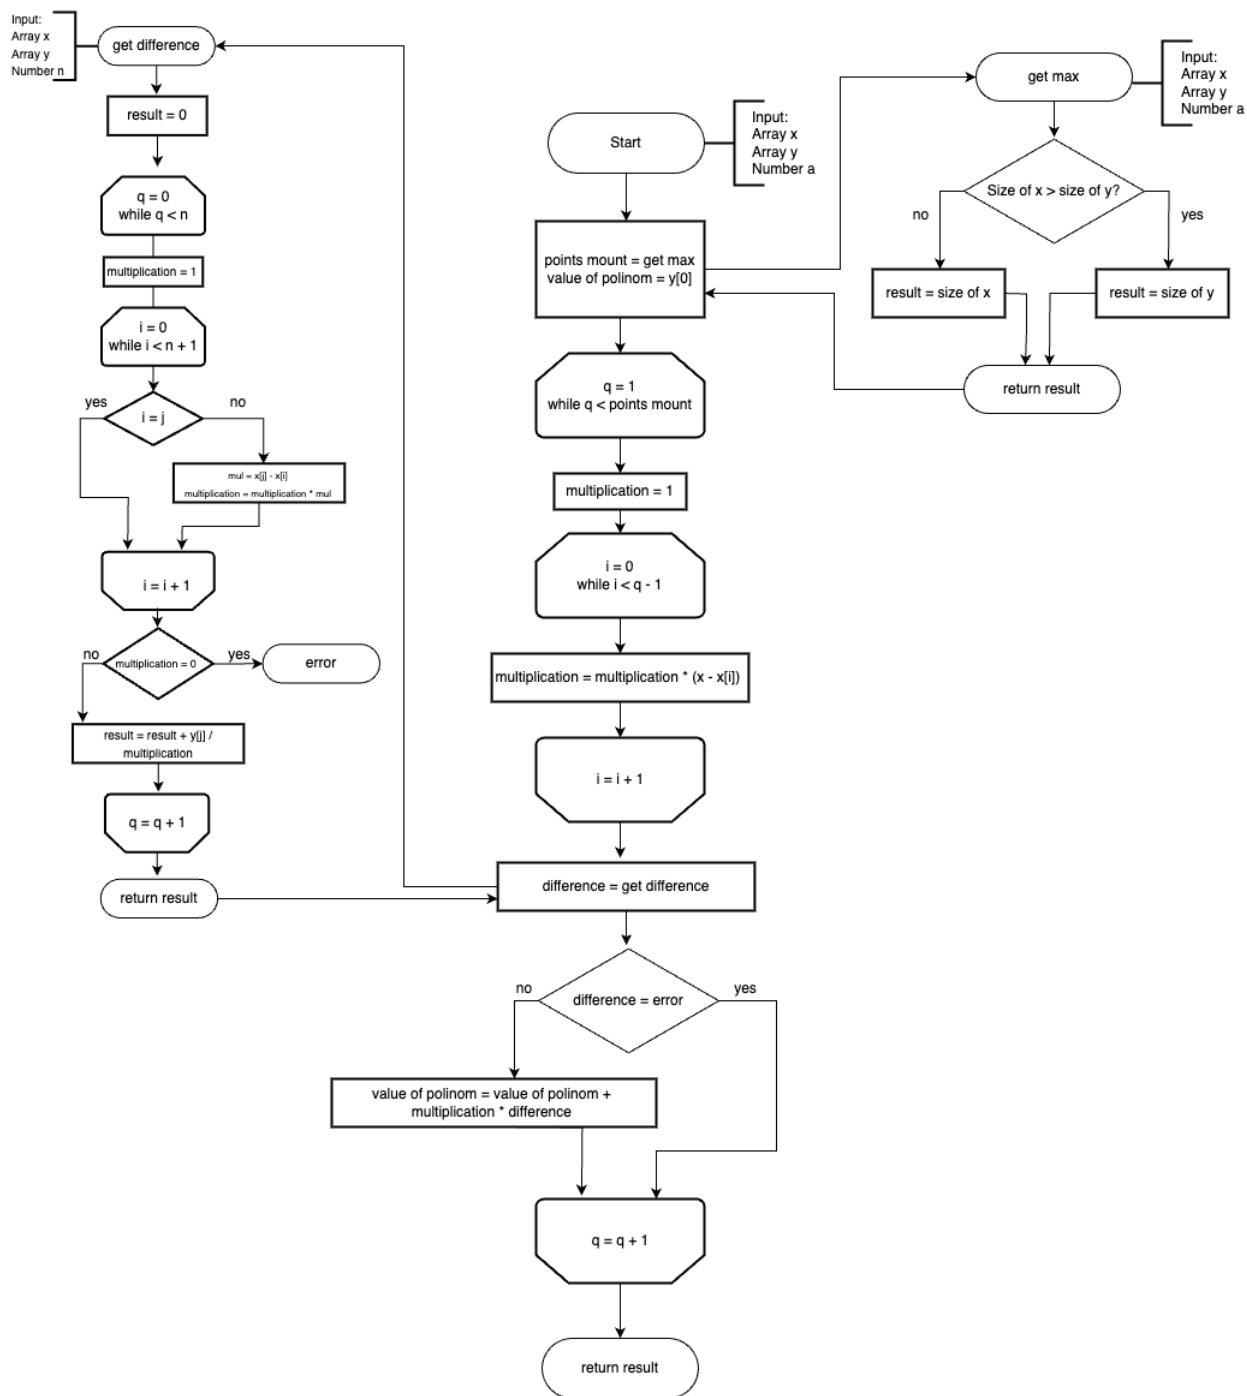 Input:
Array x
Array y
Number n
get difference
result = 0
q = 0
while q < n
multiplication = 1
i = 0
while i < n + 1
yes
no
i = j
mul = x[j] - x[i]
multiplication = multiplication * mul
i = i + 1
no
multiplication = 0
yes
error
result = result + y[j] /
multiplication
q = q + 1
return result
Start
Input:
Array x
Array y
Number a
points mount = get max
value of polinom = y[0]
q = 1
while q < points mount
multiplication = 1
i = 0
while i < q - 1
multiplication = multiplication * (x - x[i])
i = i + 1
difference = get difference
no
difference = error
yes
value of polinom = value of polinom +
multiplication * difference
q = q + 1
return result
get max
Input:
Array x
Array y
Number a
Size of x > size of y?
no
yes
result = size of x
result = size of y
return result